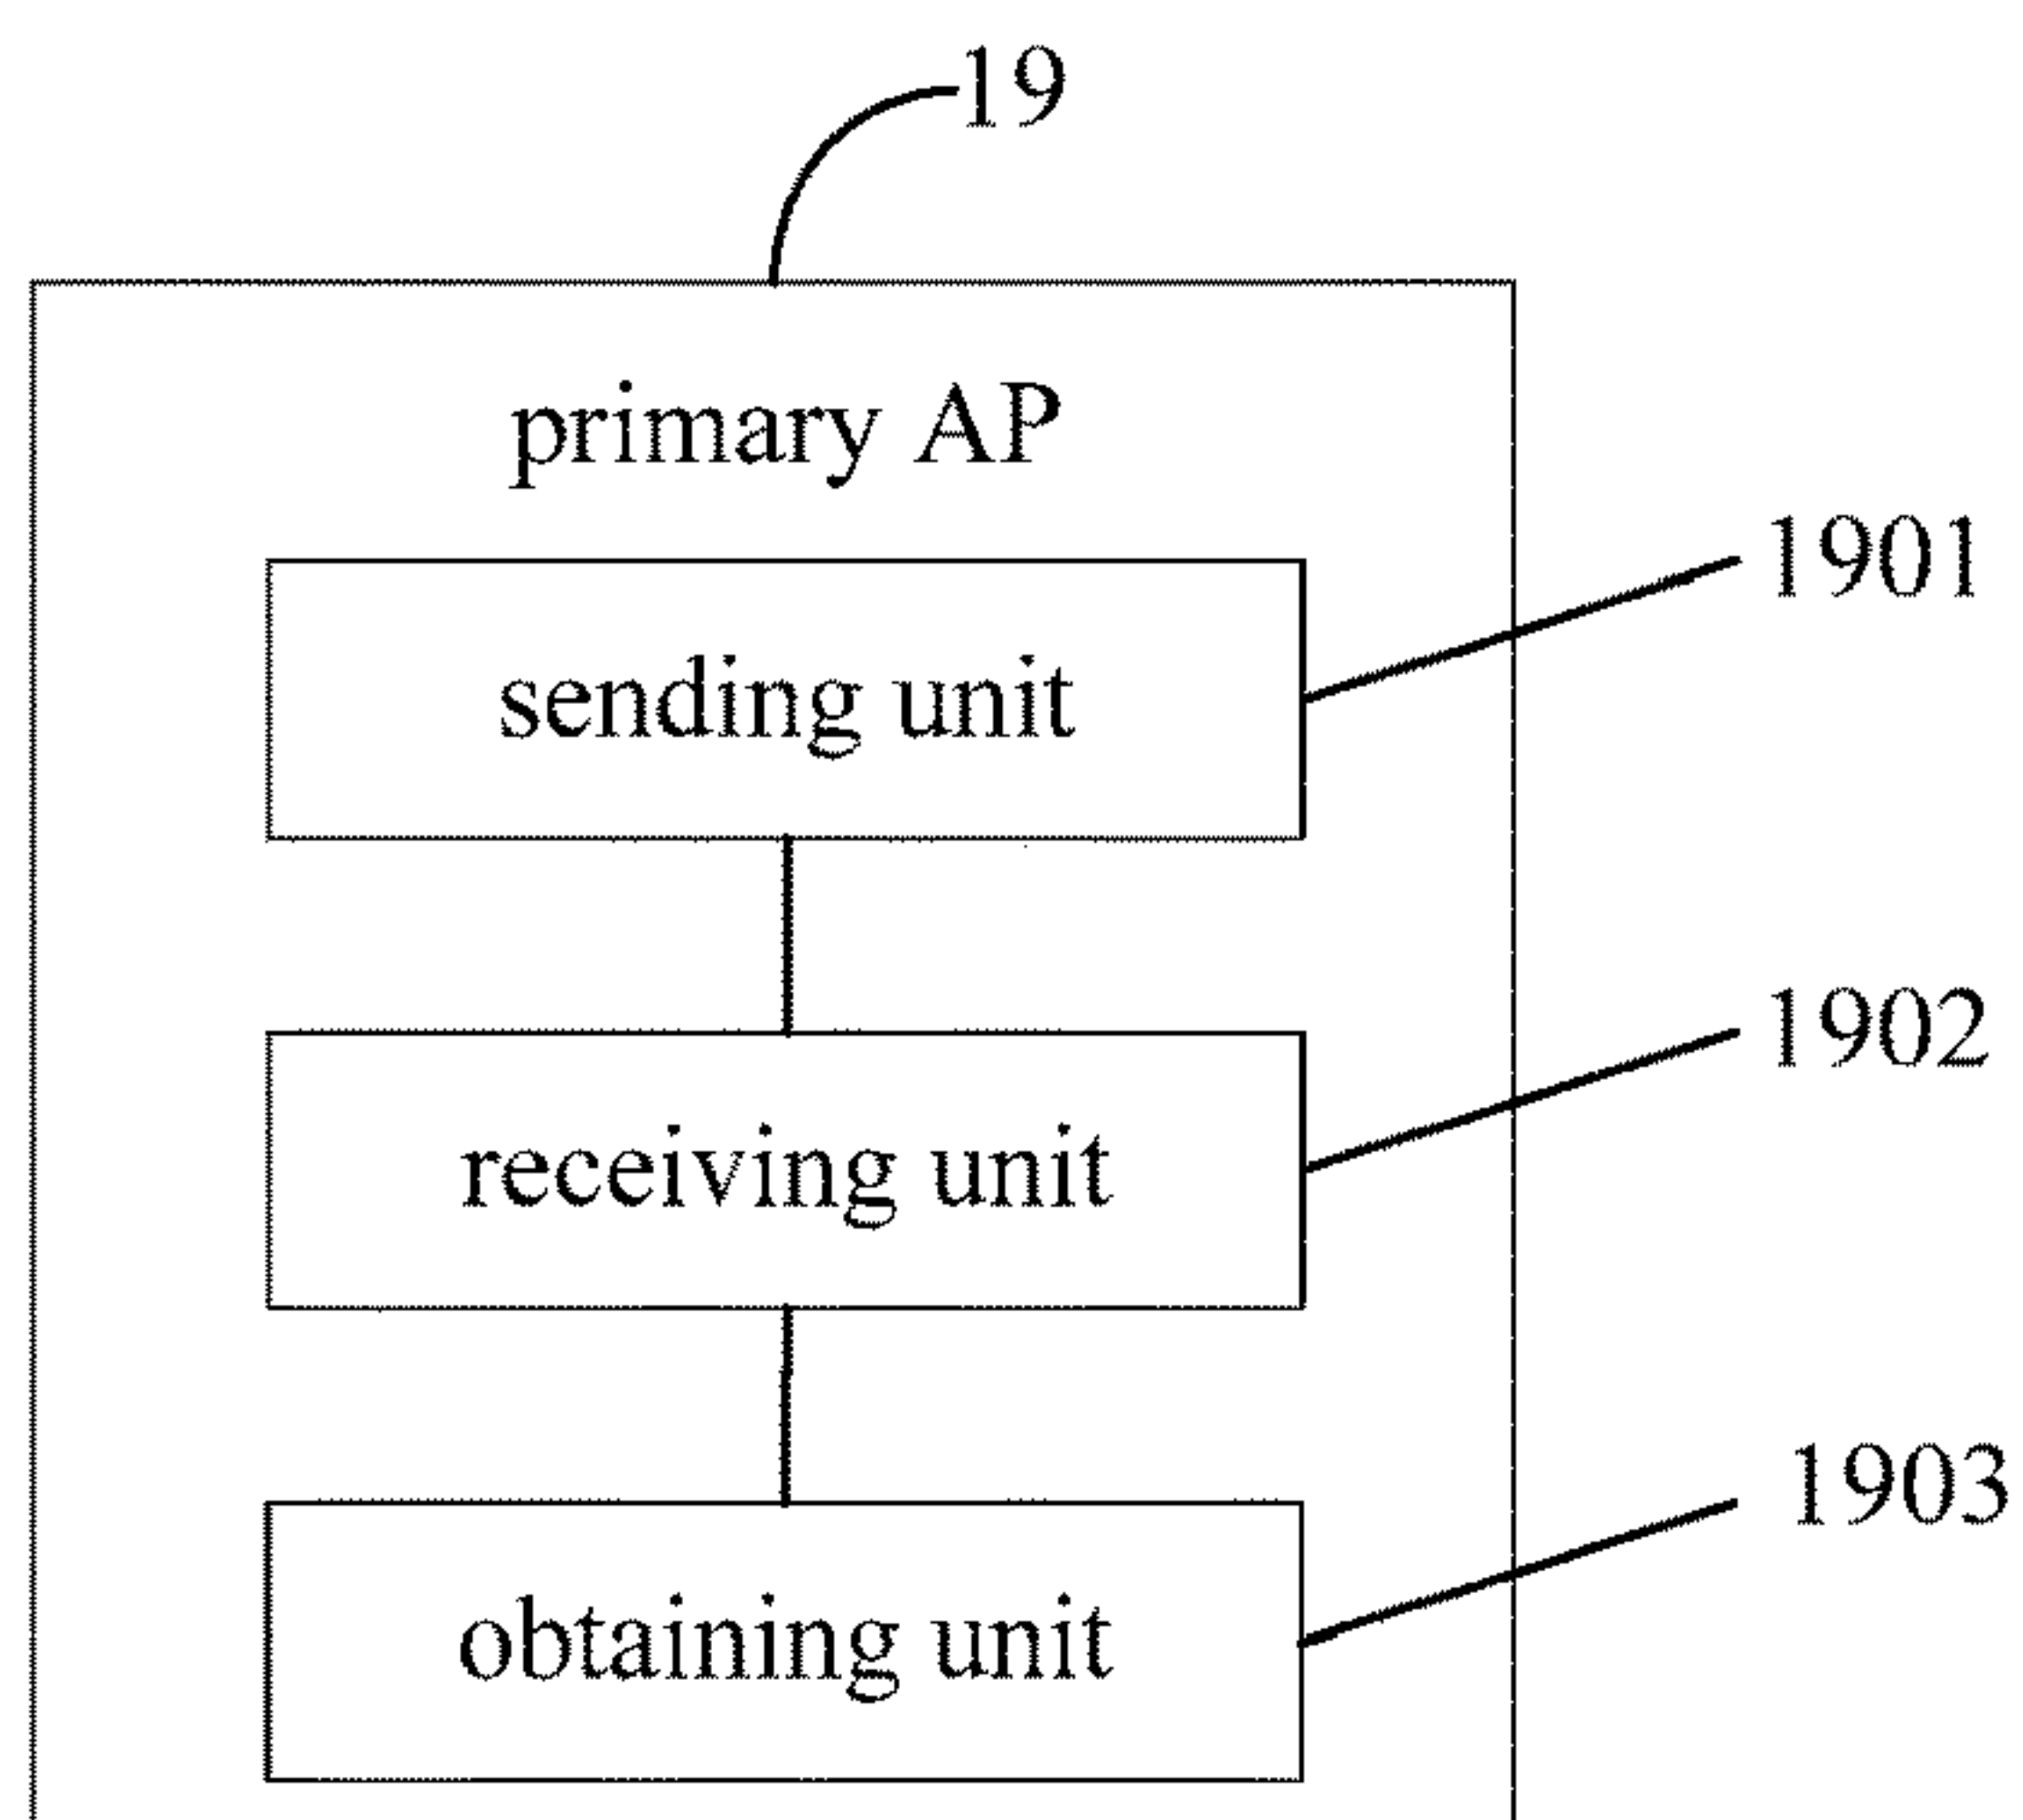 19
primary AP
1901
sending unit
1902
receiving unit
1903
obtaining unit